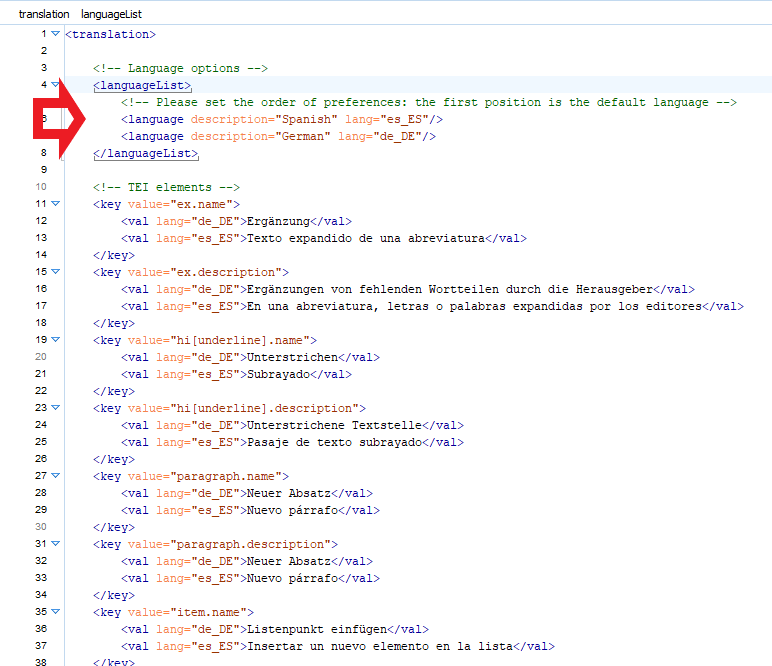 translation languageList
1 <translation>
2
3 <!-- Language options -->
4 <languageList>
<!-- Please set the order of preferences: the first position is the default language -->
6 <language description="Spanish" lang="es_ES"/>
<language description="German" lang="de_DE"/>
8 </languageList>
9
10 <!-- TEI elements -->
11 <key value="ex.name">
12 <val lang="de_DE">Ergänzung</val>
13 <val lang="es_ES">Texto expandido de una abreviatura</val>
14 </key>
15 <key value="ex.description">
16 <val lang="de_DE">Ergänzungen von fehlenden Wortteilen durch die Herausgeber</val>
17 <val lang="es_ES">En una abreviatura, letras o palabras expandidas por los editores</val>
18 </key>
19 <key value="hi[underline].name">
20 <val lang="de_DE">Unterstrichen</val>
21 <val lang="es_ES">Subrayado</val>
22 </key>
23 <key value="hi[underline].description">
24 <val lang="de_DE">Unterstrichene Textstelle</val>
25 <val lang="es_ES">Pasaje de texto subrayado</val>
26 </key>
27 <key value="paragraph.name">
28 <val lang="de_DE">Neuer Absatz</val>
29 <val lang="es_ES">Nuevo párrafo</val>
30 </key>
31 <key value="paragraph.description">
32 <val lang="de_DE">Neuer Absatz</val>
33 <val lang="es_ES">Nuevo párrafo</val>
34 </key>
35 <key value="item.name">
36 <val lang="de_DE">Listenpunkt einfügen</val>
37 <val lang="es_ES">Insertar un nuevo elemento en la lista</val>
38 </key>